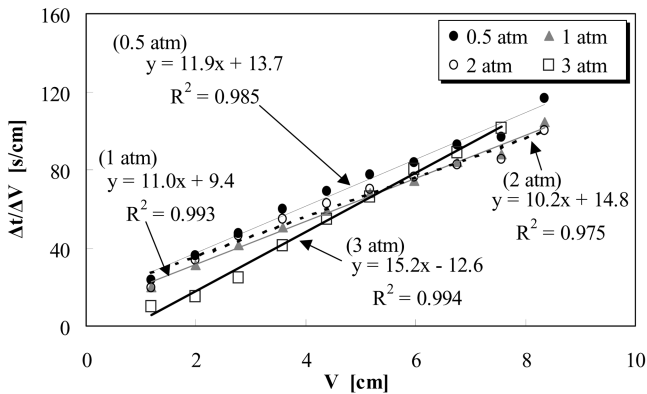 160
120
80
40
0
Δt/ΔV [s/cm]
0 2 4 6 8 10
V [cm]
0.5 atm 1 atm
2 atm 3 atm
(0.5 atm)
y = 11.9x + 13.7
R² = 0.985
(1 atm)
y = 11.0x + 9.4
R² = 0.993
(2 atm)
y = 10.2x + 14.8
R² = 0.975
(3 atm)
y = 15.2x - 12.6
R² = 0.994